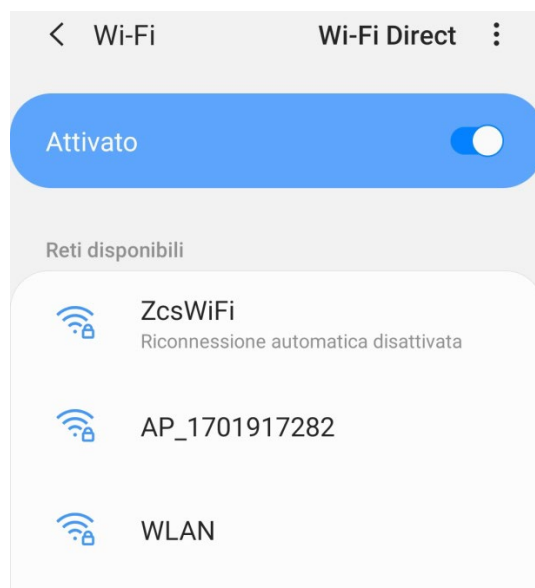 Wi-Fi Wi-Fi Direct
Attivato
Reti disponibili
ZcsWiFi
Riconnessione automatica disattivata
AP_1701917282
WLAN